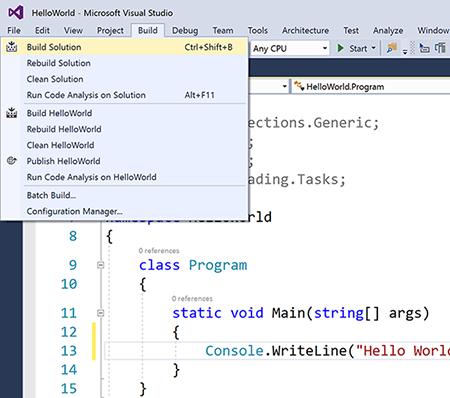 HelloWorld - Microsoft Visual Studio
File Edit View Project Build Debug Team Tools Architecture Test Analyze Window
Build Solution Ctrl+Shift+B
Any CPU Start
Rebuild Solution
Clean Solution
Run Code Analysis on Solution Alt+F11
HelloWorld.Program
Build HelloWorld
Rebuild HelloWorld
ections.Generic;
Clean HelloWorld
;
Publish HelloWorld
;
Run Code Analysis on HelloWorld
ading.Tasks;
Batch Build...
Configuration Manager...
8 {
0 references
9 class Program
10 {
0 references
11 static void Main(string[] args)
12 {
13 Console.WriteLine("Hello Worl
14 }
15 }